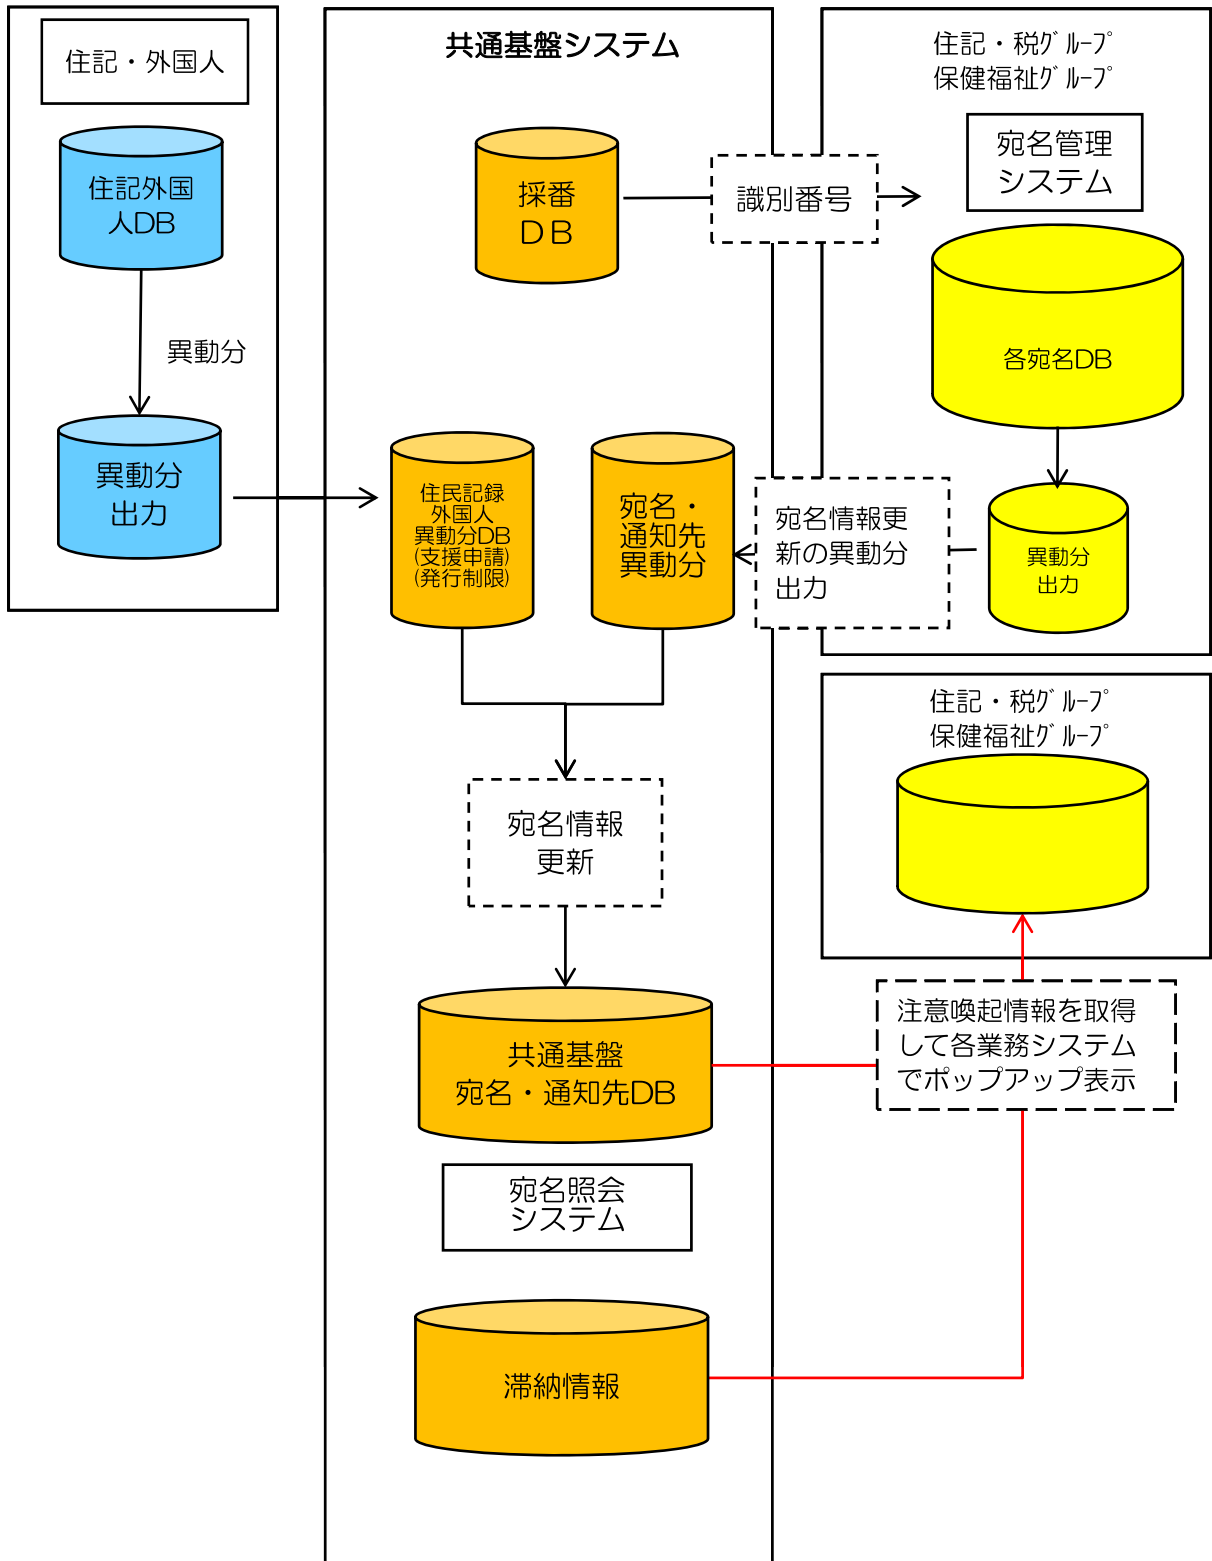 住記・外国人
住記外国
人DB
異動分
異動分
出力
共通基盤システム
採番
ＤＢ
識別番号
住民記録
外国人
異動分DB
(支援申請)
(発行制限)
宛名・
通知先
異動分
宛名情報更
新の異動分
出力
宛名情報
更新
共通基盤
宛名・通知先DB
宛名照会
システム
滞納情報
住記・税ｸﾞﾙｰﾌﾟ
保健福祉ｸﾞﾙｰﾌﾟ
宛名管理
システム
各宛名DB
異動分
出力
住記・税ｸﾞﾙｰﾌﾟ
保健福祉ｸﾞﾙｰﾌﾟ
注意喚起情報を取得
して各業務システム
でポップアップ表示